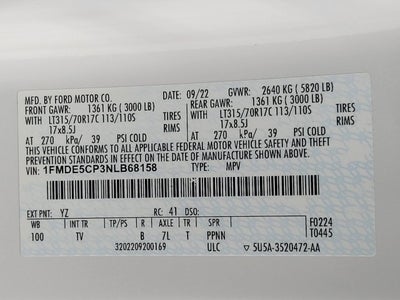 MFD. BY FORD MOTOR CO. 09/22 GVWR: 2640 KG ( 5820 LB)
FRONT GAWR: 1361 KG ( 3000 LB) REAR GAWR: 1361 KG ( 3000 LB)
WITH LT315/70R17C 113/110S TIRES WITH LT315/70R17C 113/110S TIRES
17x8.5J RIMS 17x8.5J RIMS
AT 270 kPa/ 39 PSI COLD AT 270 kPa/ 39 PSI COLD
THIS VEHICLE CONFORMS TO ALL APPLICABLE FEDERAL MOTOR VEHICLE SAFETY, BUMPER, AND THEFT
PREVENTION STANDARDS IN EFFECT ON THE DATE OF MANUFACTURE SHOWN ABOVE.
VIN: 1FMDE5CP3NLB68158 TYPE: MPV
EXT PNT: YZ RC: 41 DSO: F0224
WB INT TR TP/PS R AXLE TR SPR T0445
100 TV B 7L T PPNN
3202209200169 ULC 5U5A-3520472-AA